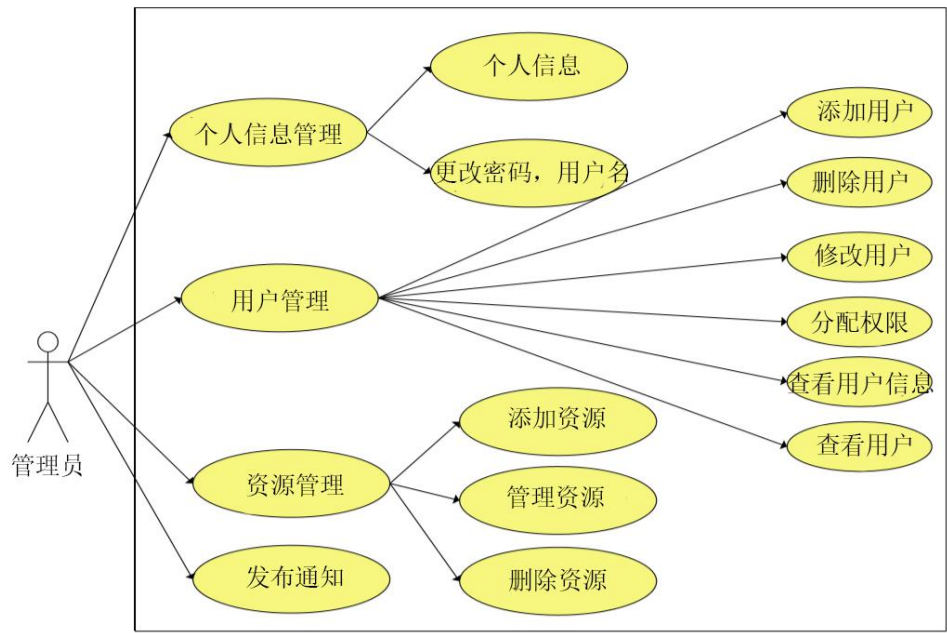 个人信息
个人信息管理
更改密码，用户名
添加用户
删除用户
修改用户
用户管理
分配权限
查看用户信息
查看用户
管理员
添加资源
资源管理
管理资源
发布通知
删除资源